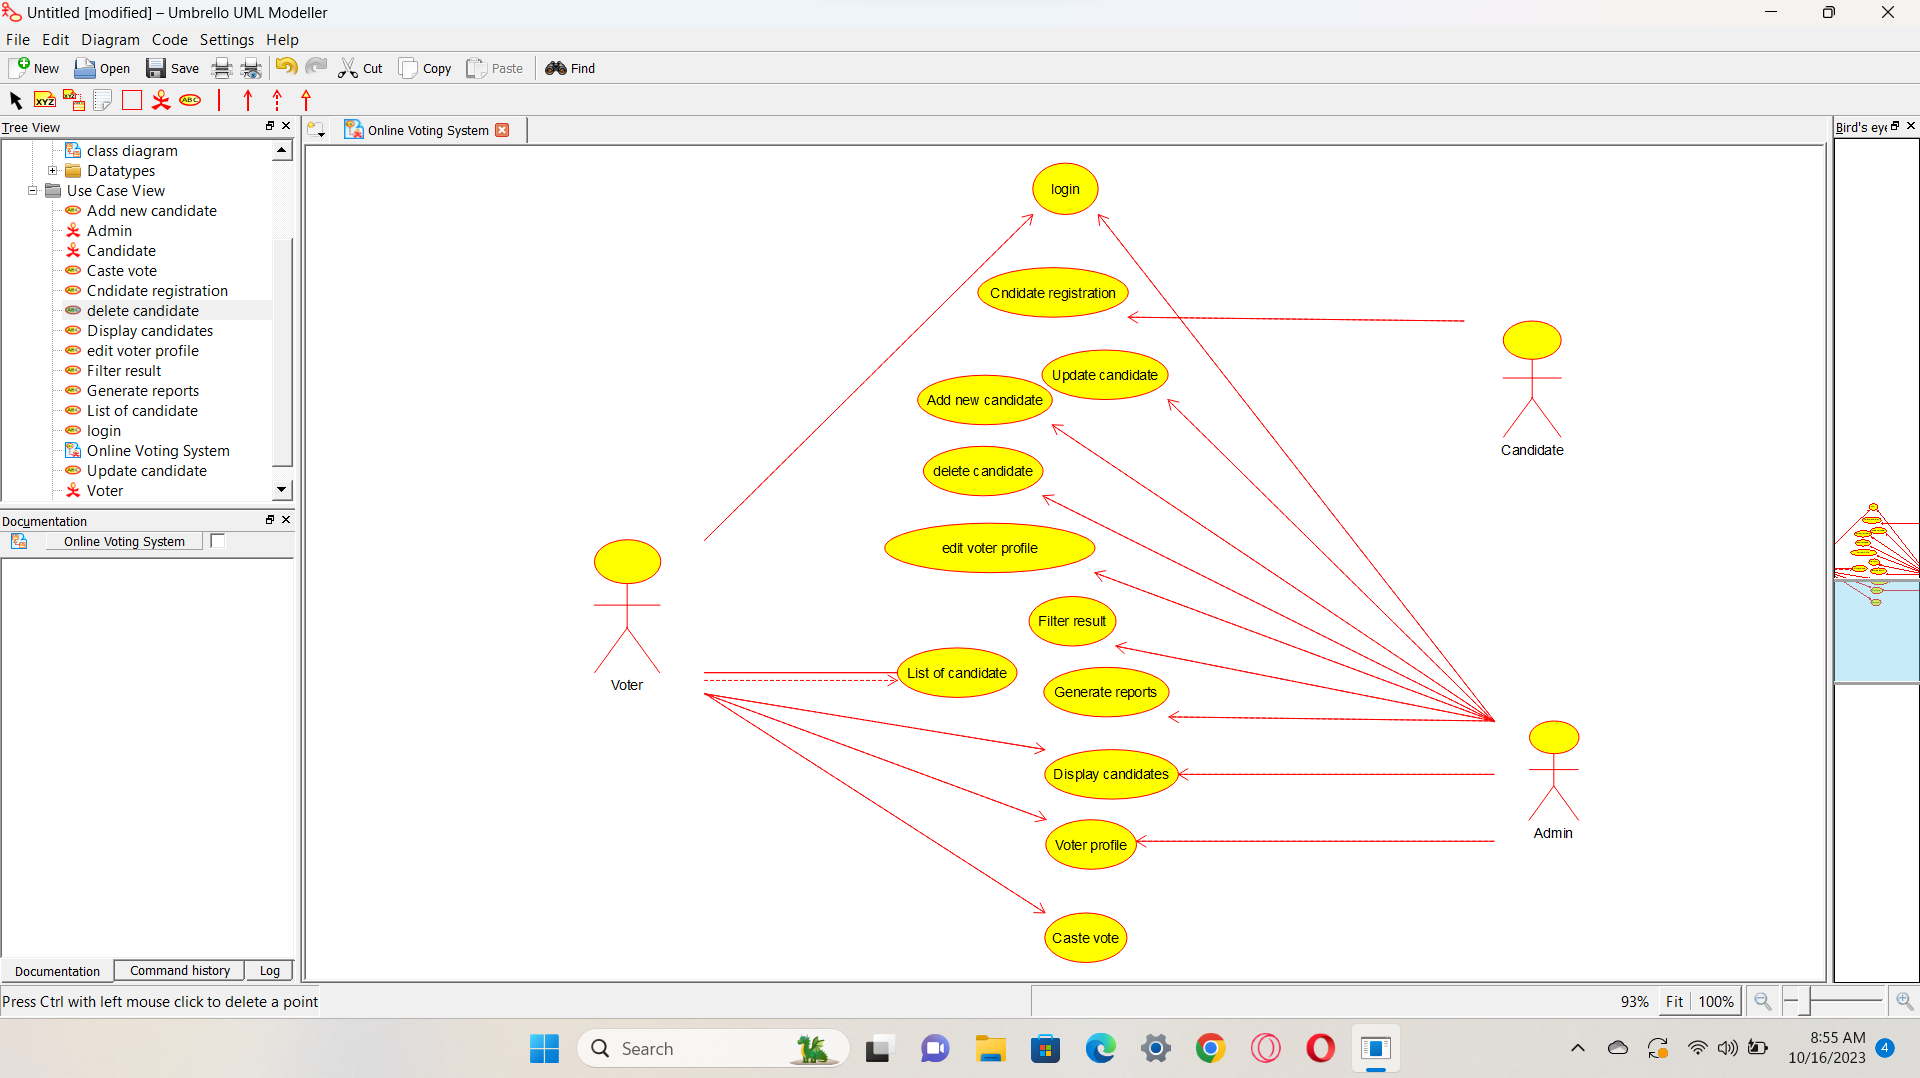 Untitled [modified] – Umbrello UML Modeller
File Edit Diagram Code Settings Help
New Open Save Cut Copy Paste Find
XYZ XYZ ABC
Tree View
Online Voting System
Bird's eye
class diagram
Datatypes
Use Case View
Add new candidate
Admin
Candidate
Caste vote
Cndidate registration
delete candidate
Display candidates
edit voter profile
Filter result
Generate reports
List of candidate
login
Online Voting System
Update candidate
Voter
Documentation
Online Voting System
login
Cndidate registration
Update candidate
Add new candidate
Candidate
delete candidate
edit voter profile
Filter result
List of candidate
Voter
Generate reports
Display candidates
Admin
Voter profile
Caste vote
Documentation Command history Log
Press Ctrl with left mouse click to delete a point
93% Fit 100%
Search
8:55 AM
10/16/2023
4